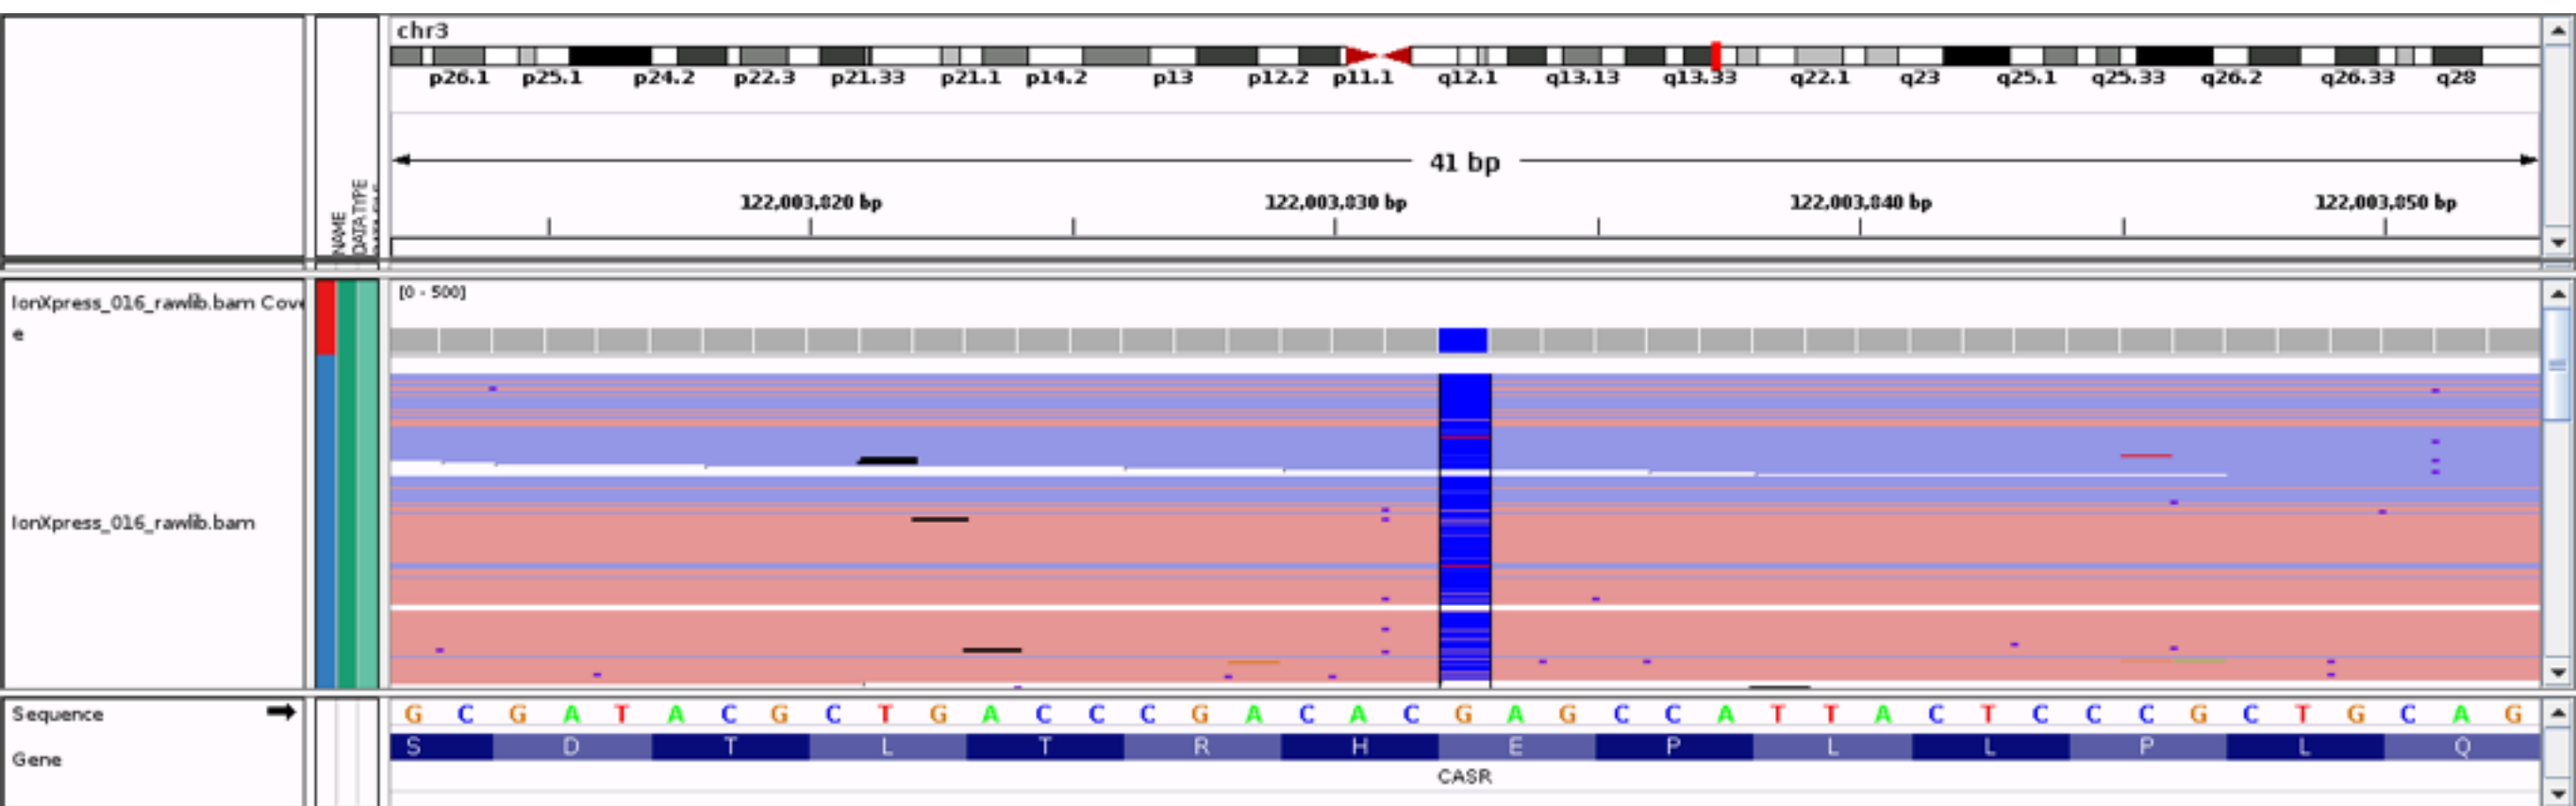 chr3
p26.1 p25.1 p24.2 p22.3 p21.33 p21.1 p14.2 p13 p12.2 p11.1 q12.1 q13.13 q13.33 q22.1 q23 q25.1 q25.33 q26.2 q26.33 q28
41 bp
122,003,820 bp 122,003,830 bp 122,003,840 bp 122,003,850 bp
NAME
DATA TYPE
IonXpress_016_rawlib.bam Cove
e
[0 - 500]
IonXpress_016_rawlib.bam
Sequence G C G A T A C G C T G A C C C G A C A C G A G C C A T T A C T C C C G C T G C A G
S D T L T R H E P L L P L Q
Gene
CASR